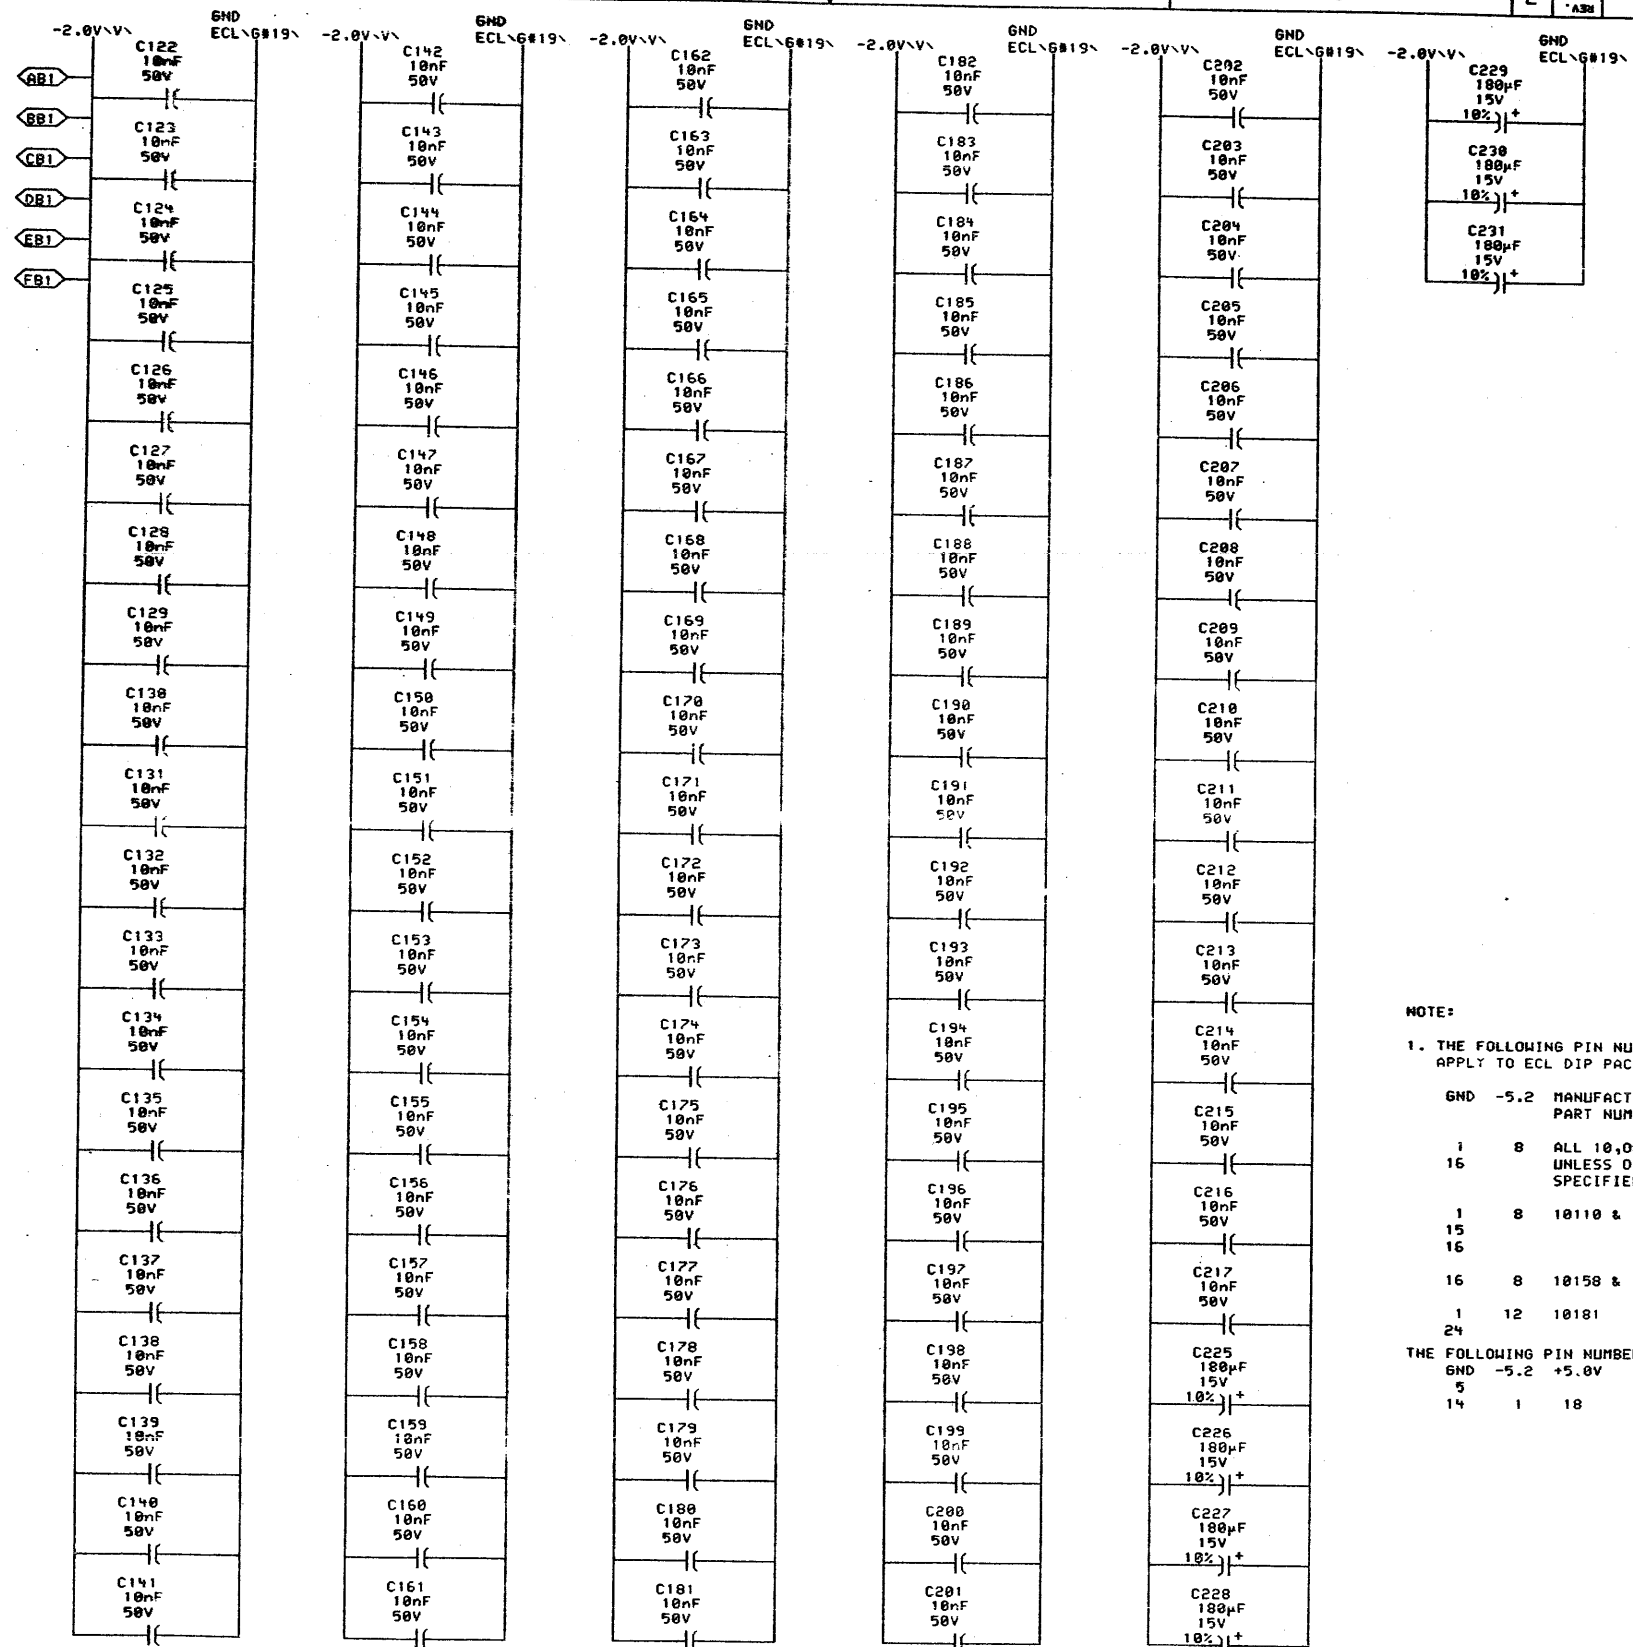 REV.
-2.0V\V\
GND
ECL\G#19\
AB1
BB1
CB1
DB1
EB1
FB1
C122
10nF
50V
C123
10nF
50V
C124
10nF
50V
C125
10nF
50V
C126
10nF
50V
C127
10nF
50V
C128
10nF
50V
C129
10nF
50V
C130
10nF
50V
C131
10nF
50V
C132
10nF
50V
C133
10nF
50V
C134
10nF
50V
C135
10nF
50V
C136
10nF
50V
C137
10nF
50V
C138
10nF
50V
C139
10nF
50V
C140
10nF
50V
C141
10nF
50V
-2.0V\V\
GND
ECL\G#19\
C142
10nF
50V
C143
10nF
50V
C144
10nF
50V
C145
10nF
50V
C146
10nF
50V
C147
10nF
50V
C148
10nF
50V
C149
10nF
50V
C150
10nF
50V
C151
10nF
50V
C152
10nF
50V
C153
10nF
50V
C154
10nF
50V
C155
10nF
50V
C156
10nF
50V
C157
10nF
50V
C158
10nF
50V
C159
10nF
50V
C160
10nF
50V
C161
10nF
50V
-2.0V\V\
GND
ECL\G#19\
C162
10nF
50V
C163
10nF
50V
C164
10nF
50V
C165
10nF
50V
C166
10nF
50V
C167
10nF
50V
C168
10nF
50V
C169
10nF
50V
C170
10nF
50V
C171
10nF
50V
C172
10nF
50V
C173
10nF
50V
C174
10nF
50V
C175
10nF
50V
C176
10nF
50V
C177
10nF
50V
C178
10nF
50V
C179
10nF
50V
C180
10nF
50V
C181
10nF
50V
-2.0V\V\
GND
ECL\G#19\
C182
10nF
50V
C183
10nF
50V
C184
10nF
50V
C185
10nF
50V
C186
10nF
50V
C187
10nF
50V
C188
10nF
50V
C189
10nF
50V
C190
10nF
50V
C191
10nF
50V
C192
10nF
50V
C193
10nF
50V
C194
10nF
50V
C195
10nF
50V
C196
10nF
50V
C197
10nF
50V
C198
10nF
50V
C199
10nF
50V
C200
10nF
50V
C201
10nF
50V
-2.0V\V\
GND
ECL\G#19\
C202
10nF
50V
C203
10nF
50V
C204
10nF
50V
C205
10nF
50V
C206
10nF
50V
C207
10nF
50V
C208
10nF
50V
C209
10nF
50V
C210
10nF
50V
C211
10nF
50V
C212
10nF
50V
C213
10nF
50V
C214
10nF
50V
C215
10nF
50V
C216
10nF
50V
C217
10nF
50V
C225
180µF
15V
10% +
C226
180µF
15V
10% +
C227
180µF
15V
10% +
C228
180µF
15V
10% +
-2.0V\V\
GND
ECL\G#19\
C229
180µF
15V
10% +
C230
180µF
15V
10% +
C231
180µF
15V
10% +
NOTE:
1. THE FOLLOWING PIN NU
APPLY TO ECL DIP PAC
GND -5.2 MANUFACT
PART NUM
1 8 ALL 10,0
16 UNLESS O
SPECIFIE
1 8 10110 &
15
16
16 8 10158 &
1 12 10181
24
THE FOLLOWING PIN NUMBE
GND -5.2 +5.0V
5
14 1 18